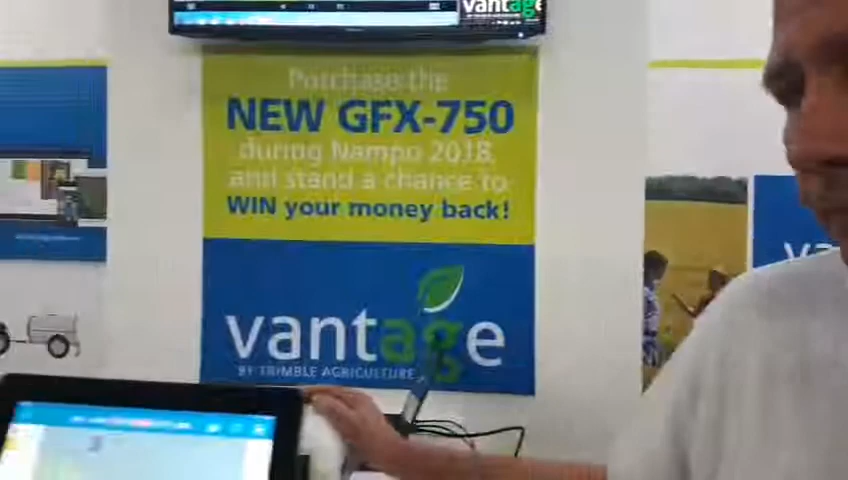 vantage
Purchase the
NEW GFX-750
during Nampo 2018,
and stand a chance to
WIN your money back!
vantage
BY TRIMBLE AGRICULTURE